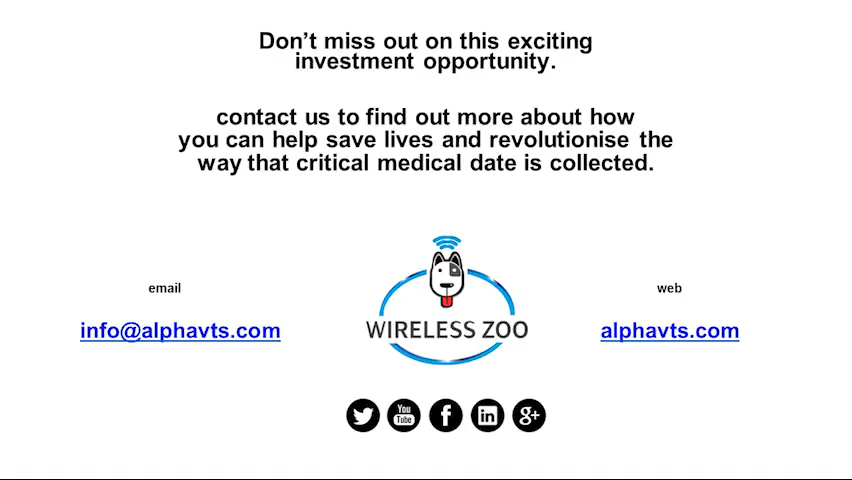 Don’t miss out on this exciting
investment opportunity.
contact us to find out more about how
you can help save lives and revolutionise the
way that critical medical date is collected.
email
web
info@alphavts.com
WIRELESS ZOO
alphavts.com
You
Tube
f
in
g+